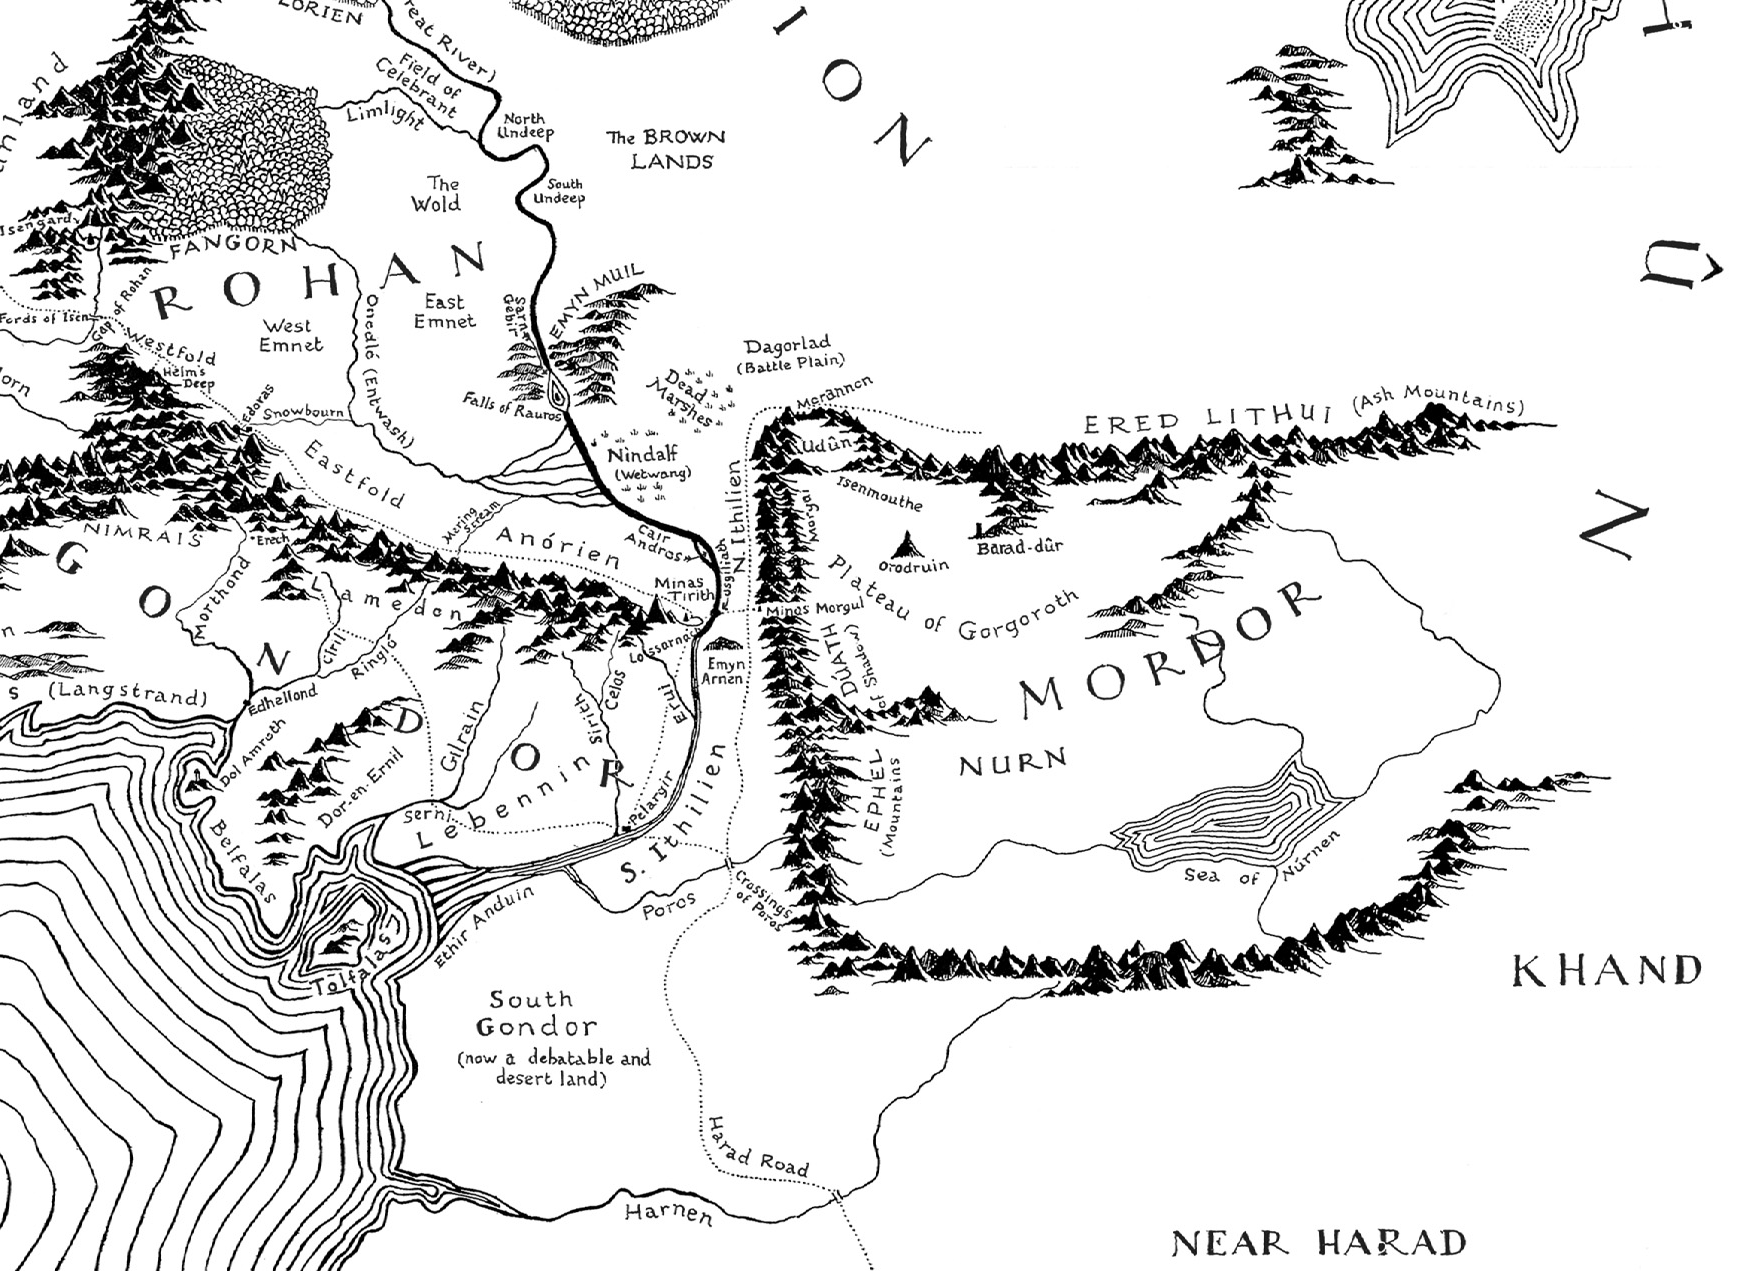 LORIEN
reat River)
Field of
Celebrant
Limlight
North
Undeep
The BROWN
LANDS
I
O
N
The
Wold
South
Undeep
Isengard
FANGORN
ROHAN
Gap of Rohan
Fords of Isen
West
Emnet
East
Emnet
Onodló (Entwash)
Sarn
Gebir
EMYN MUIL
Westfold
Helm's
Deep
Edoras
Snowbourn
Falls of Rauros
Dead
Marshes
Dagorlad
(Battle Plain)
Morannon
ERED LITHUI (Ash Mountains)
Udûn
Isenmouthe
Nindalf
(Wetwang)
Eastfold
N. Ithilien
Morgai
NIMRAIS
Erech
Mering
Stream
Anórien
Cair
Andros
Osgiliath
Barad-dûr
Orodruin
Plateau of Gorgoroth
Minas
Tirith
Minas Morgul
GONDOR
Morthond
Lamedon
Ciril
Ringló
Lossarnach
Emyn
Arnen
DÚATH
of Shadow)
MORDOR
(Langstrand)
Edhellond
Dol Amroth
Dor-en-Ernil
Gilrain
Sirith
Celos
Erui
NURN
EPHEL
(Mountains
Belfalas
Serni
Lebennin
Pelargir
S. Ithilien
Crossings
of Poros
Poros
Sea of Núrnen
Ethir Anduin
Tolfalas
KHAND
South
Gondor
(now a debatable and
desert land)
Harad Road
Harnen
NEAR HARAD
Û
N